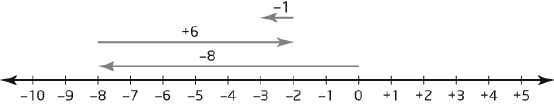 –1
+6
–8
–10 –9 –8 –7 –6 –5 –4 –3 –2 –1 0 +1 +2 +3 +4 +5